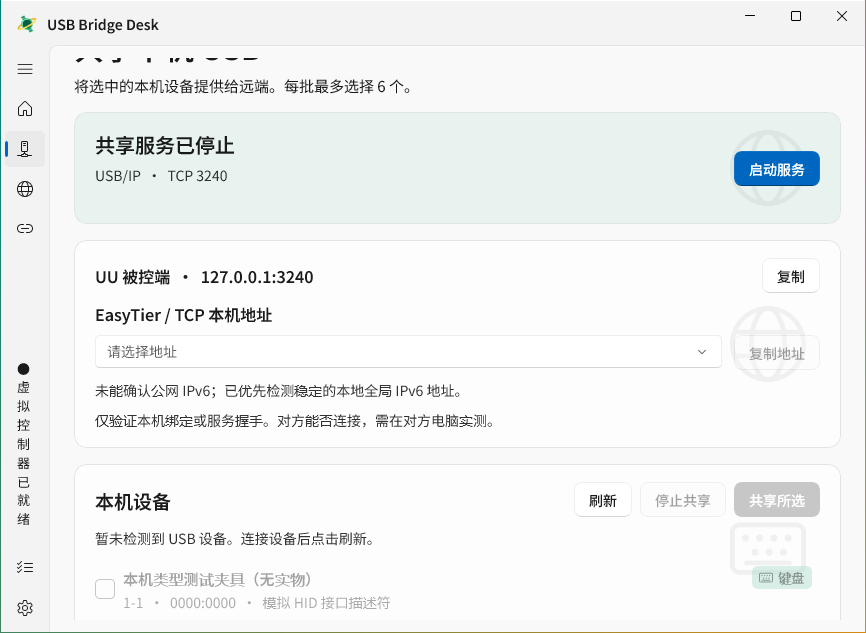 USB Bridge Desk
将选中的本机设备提供给远端。每批最多选择 6 个。
共享服务已停止
USB/IP • TCP 3240
启动服务
UU 被控端 • 127.0.0.1:3240
复制
EasyTier / TCP 本机地址
请选择地址
复制地址
未能确认公网 IPv6；已优先检测稳定的本地全局 IPv6 地址。
仅验证本机绑定或服务握手。对方能否连接，需在对方电脑实测。
虚拟控制器已就绪
本机设备
刷新
停止共享
共享所选
暂未检测到 USB 设备。连接设备后点击刷新。
本机类型测试夹具（无实物）
键盘
1-1 • 0000:0000 • 模拟 HID 接口描述符